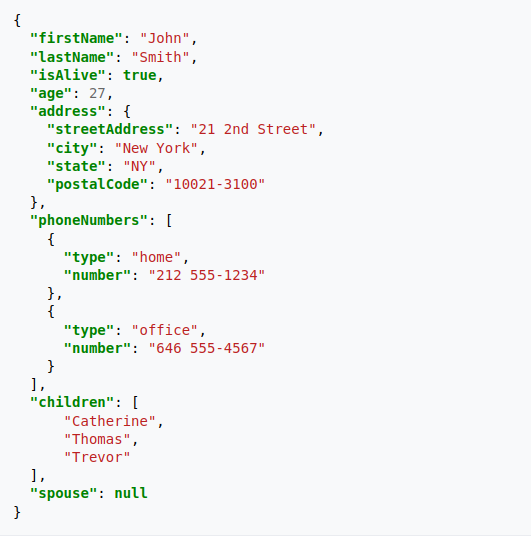 {
  "firstName": "John",
  "lastName": "Smith",
  "isAlive": true,
  "age": 27,
  "address": {
    "streetAddress": "21 2nd Street",
    "city": "New York",
    "state": "NY",
    "postalCode": "10021-3100"
  },
  "phoneNumbers": [
    {
      "type": "home",
      "number": "212 555-1234"
    },
    {
      "type": "office",
      "number": "646 555-4567"
    }
  ],
  "children": [
      "Catherine",
      "Thomas",
      "Trevor"
  ],
  "spouse": null
}